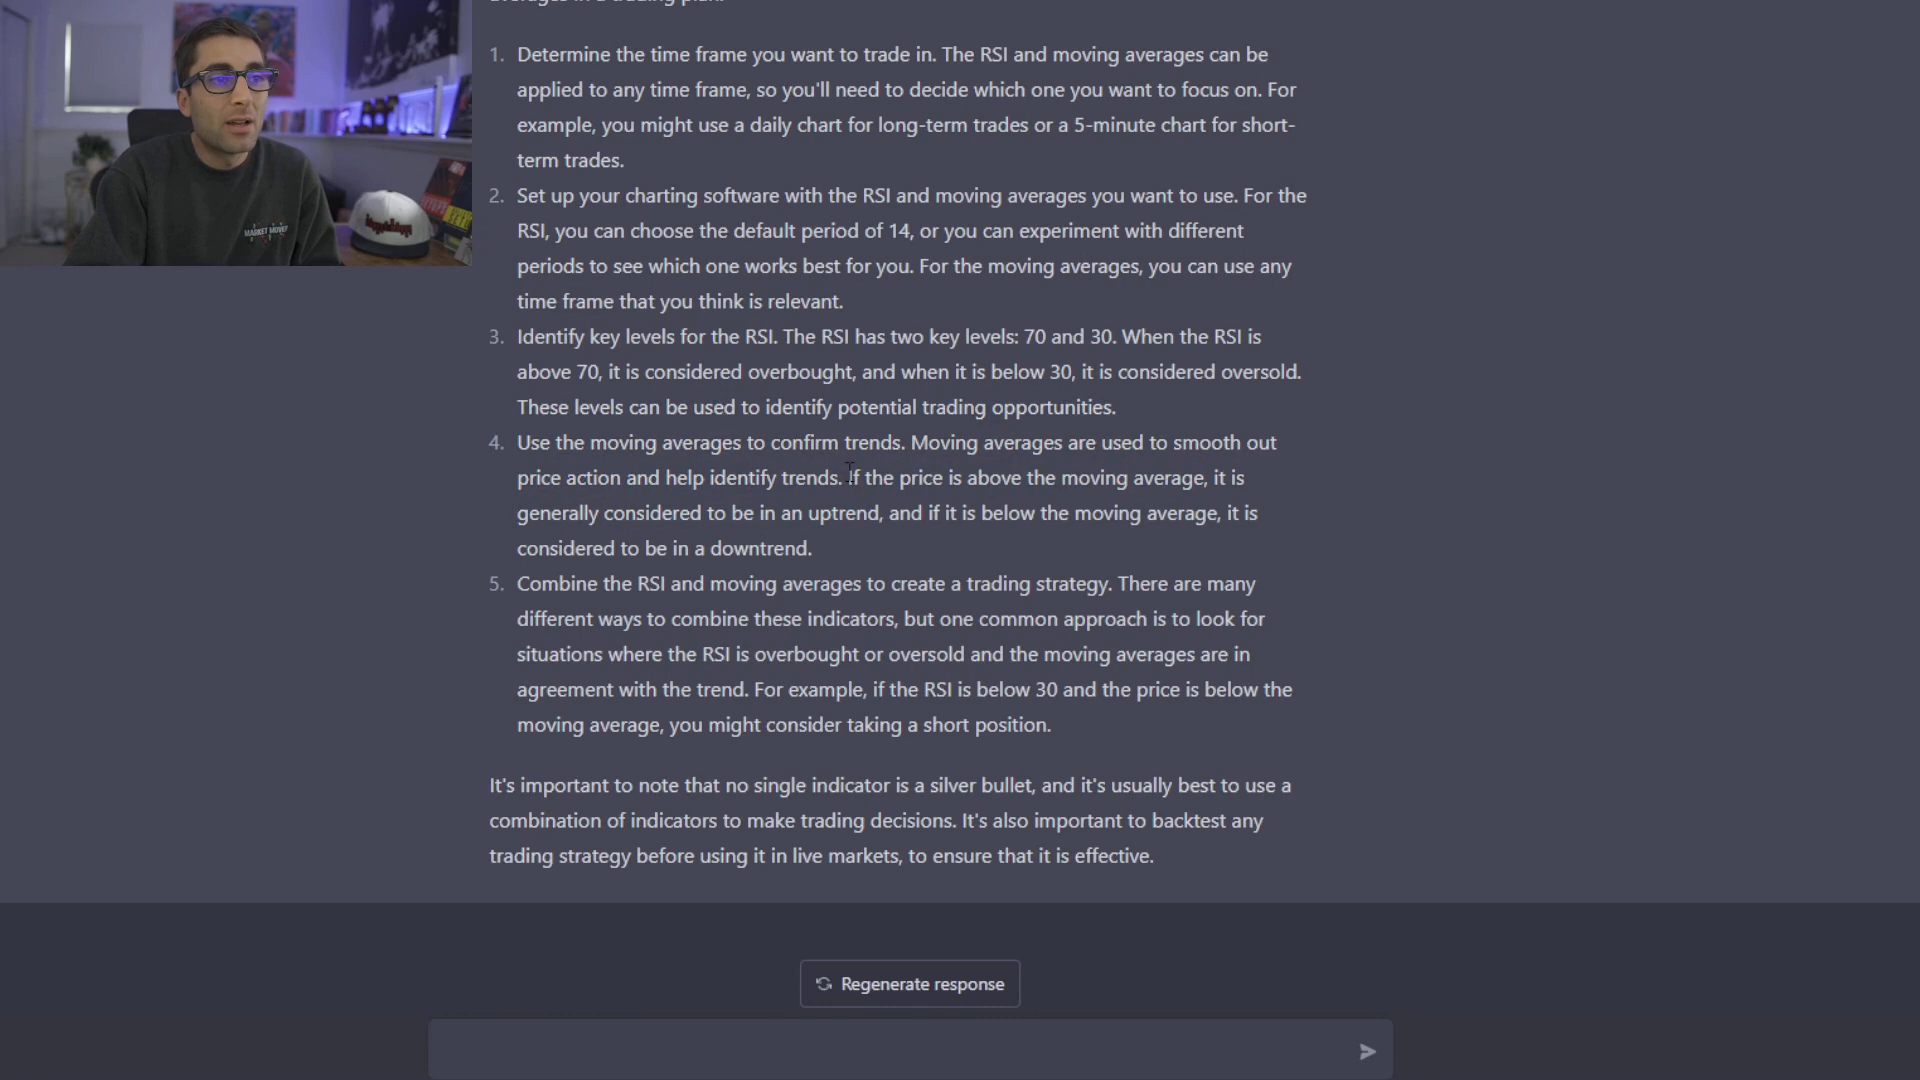 1. Determine the time frame you want to trade in. The RSI and moving averages can be
applied to any time frame, so you'll need to decide which one you want to focus on. For
example, you might use a daily chart for long-term trades or a 5-minute chart for short-
term trades.
2. Set up your charting software with the RSI and moving averages you want to use. For the
RSI, you can choose the default period of 14, or you can experiment with different
periods to see which one works best for you. For the moving averages, you can use any
time frame that you think is relevant.
3. Identify key levels for the RSI. The RSI has two key levels: 70 and 30. When the RSI is
above 70, it is considered overbought, and when it is below 30, it is considered oversold.
These levels can be used to identify potential trading opportunities.
4. Use the moving averages to confirm trends. Moving averages are used to smooth out
price action and help identify trends. If the price is above the moving average, it is
generally considered to be in an uptrend, and if it is below the moving average, it is
considered to be in a downtrend.
5. Combine the RSI and moving averages to create a trading strategy. There are many
different ways to combine these indicators, but one common approach is to look for
situations where the RSI is overbought or oversold and the moving averages are in
agreement with the trend. For example, if the RSI is below 30 and the price is below the
moving average, you might consider taking a short position.
It's important to note that no single indicator is a silver bullet, and it's usually best to use a
combination of indicators to make trading decisions. It's also important to backtest any
trading strategy before using it in live markets, to ensure that it is effective.
Regenerate response
MARKET MOVER